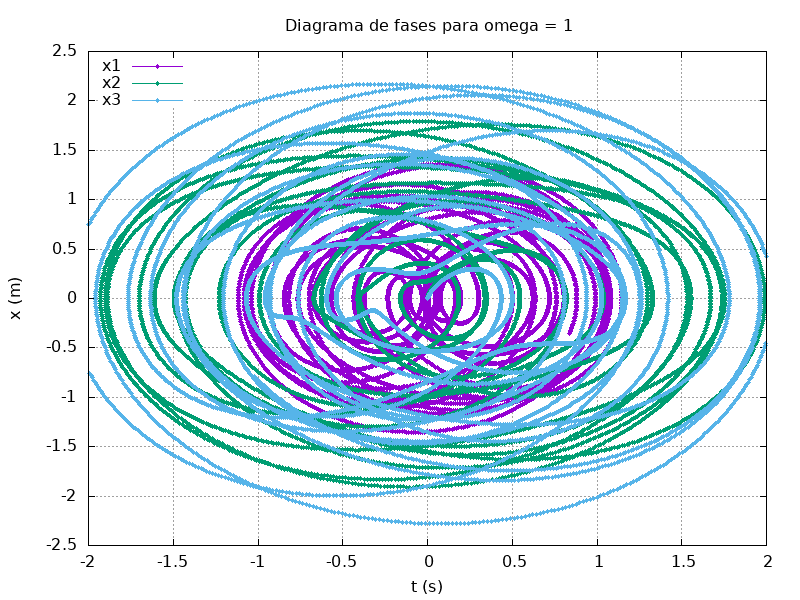 Diagrama de fases para omega = 1
x1
x2
x3
2.5
2
1.5
1
0.5
0
-0.5
-1
-1.5
-2
-2.5
x (m)
-2 -1.5 -1 -0.5 0 0.5 1 1.5 2
t (s)